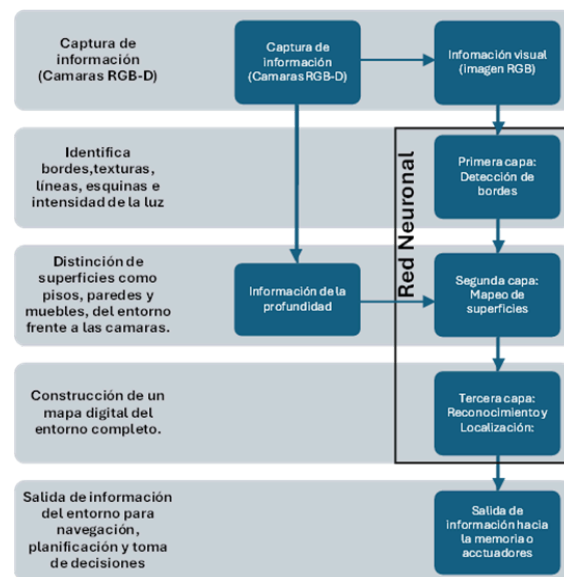 Captura de
información
(Camaras RGB-D)
Captura de
información
(Camaras RGB-D)
Infomación visual
(imagen RGB)
Identifica
bordes,texturas,
líneas, esquinas e
intensidad de la luz
Red Neuronal
Primera capa:
Detección de
bordes
Distinción de
superficies como
pisos, paredes y
muebles, del entorno
frente a las camaras.
Información de la
profundidad
Segunda capa:
Mapeo de
superficies
Construcción de un
mapa digital del
entorno completo.
Tercera capa:
Reconocimiento y
Localización:
Salida de información
del entorno para
navegación,
planificación y toma
de decisiones
Salida de
información hacia
la memoria o
acctuadores